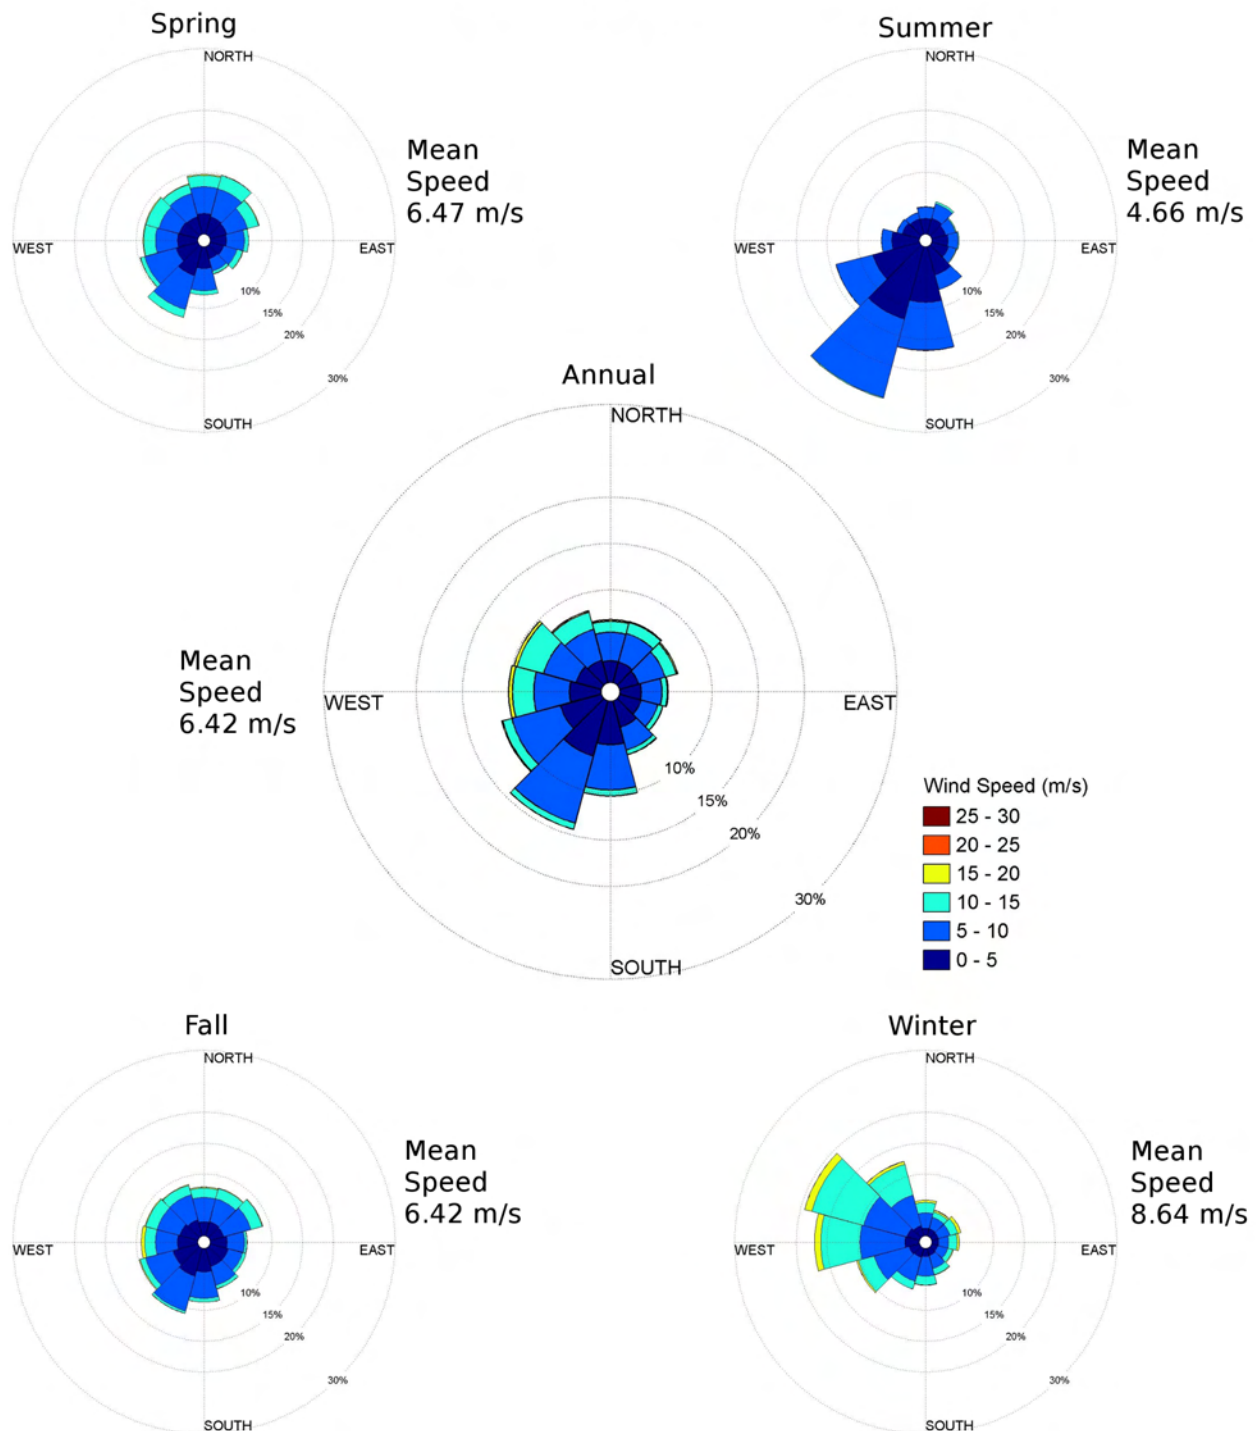 Spring
NORTH
WEST
EAST
SOUTH
10%
15%
20%
30%
Mean
Speed
6.47 m/s
Summer
NORTH
WEST
EAST
SOUTH
10%
15%
20%
30%
Mean
Speed
4.66 m/s
Annual
NORTH
WEST
EAST
SOUTH
10%
15%
20%
30%
Mean
Speed
6.42 m/s
Wind Speed (m/s)
25 - 30
20 - 25
15 - 20
10 - 15
5 - 10
0 - 5
Fall
NORTH
WEST
EAST
SOUTH
10%
15%
20%
30%
Mean
Speed
6.42 m/s
Winter
NORTH
WEST
EAST
SOUTH
10%
15%
20%
30%
Mean
Speed
8.64 m/s